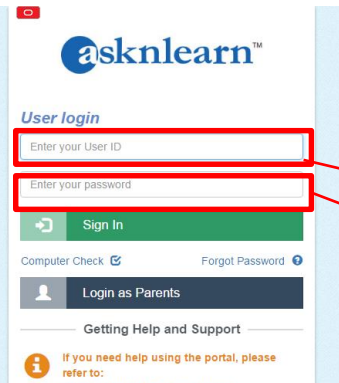 asknlearn™
User login
Enter your User ID
Enter your password
Sign In
Computer Check Forgot Password
Login as Parents
Getting Help and Support
If you need help using the portal, please
refer to: